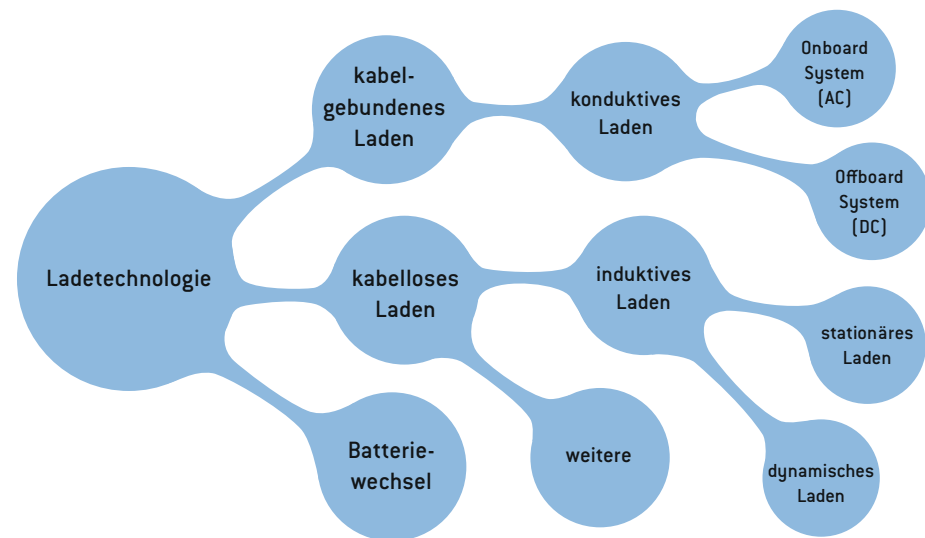 Ladetechnologie
kabel-
gebundenes
Laden
konduktives
Laden
Onboard
System
(AC)
Offboard
System
(DC)
kabelloses
Laden
induktives
Laden
stationäres
Laden
dynamisches
Laden
weitere
Batterie-
wechsel